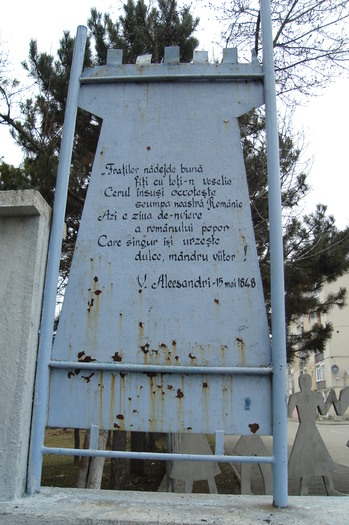 Fraţilor nădejde bună
fiţi cu toţi-n veselie
Cerul însuşi ocroteşte
scumpa noastră Românie
Azi e ziua de-nviere
a românului popor
Care singur îşi urzeşte
dulce, mândru viitor !
V. Alecsandri - 15 mai 1848